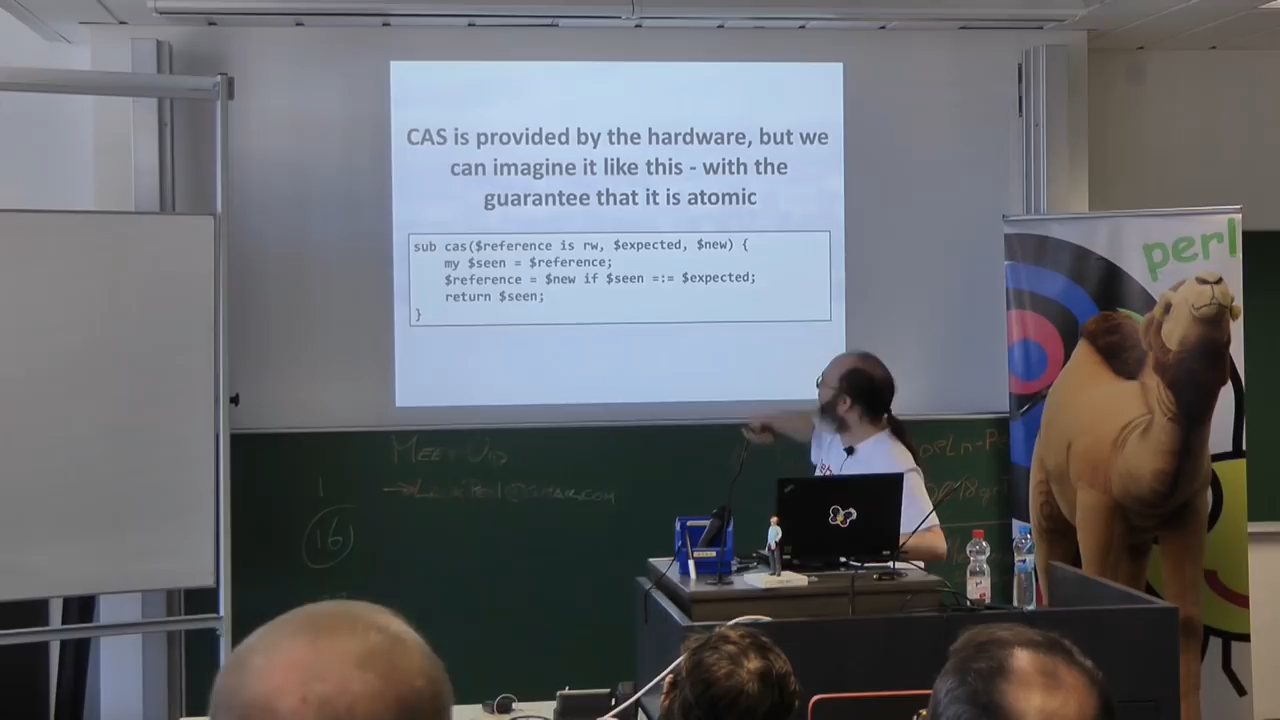 CAS is provided by the hardware, but we
can imagine it like this - with the
guarantee that it is atomic
sub cas($reference is rw, $expected, $new) {
    my $seen = $reference;
    $reference = $new if $seen =:= $expected;
    return $seen;
}
perl
MEET
1
16